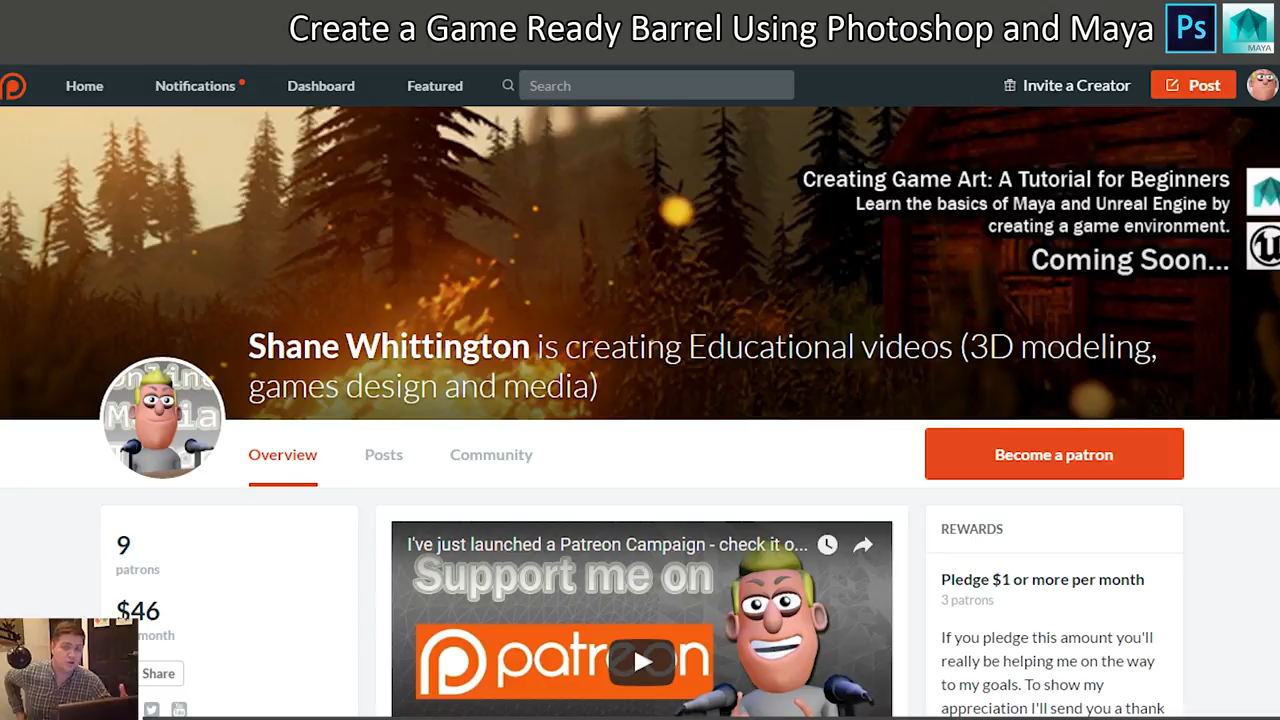 Create a Game Ready Barrel Using Photoshop and Maya
Ps
MAYA
Home
Notifications
Dashboard
Featured
Search
Invite a Creator
Post
Creating Game Art: A Tutorial for Beginners
Learn the basics of Maya and Unreal Engine by
creating a game environment.
Coming Soon...
Shane Whittington is creating Educational videos (3D modeling,
games design and media)
Online
Media
Overview
Posts
Community
Become a patron
9
patrons
$46
month
Share
I've just launched a Patreon Campaign - check it o...
Support me on
patreon
REWARDS
Pledge $1 or more per month
3 patrons
If you pledge this amount you'll
really be helping me on the way
to my goals. To show my
appreciation I'll send you a thank